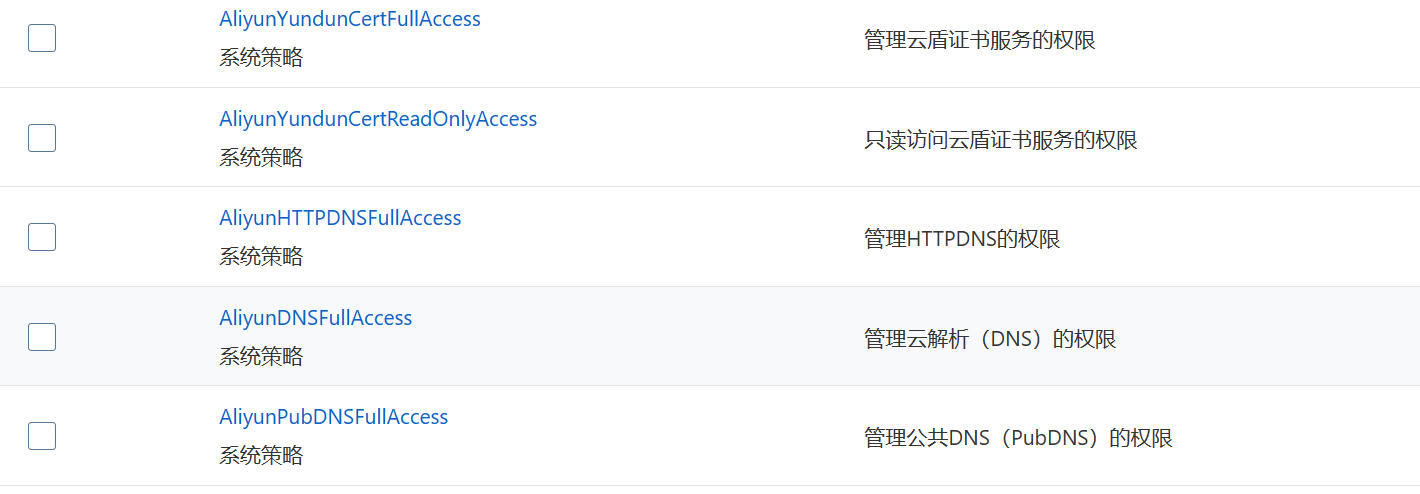 AliyunYundunCertFullAccess
系统策略
管理云盾证书服务的权限
AliyunYundunCertReadOnlyAccess
系统策略
只读访问云盾证书服务的权限
AliyunHTTPDNSFullAccess
系统策略
管理HTTPDNS的权限
AliyunDNSFullAccess
系统策略
管理云解析（DNS）的权限
AliyunPubDNSFullAccess
系统策略
管理公共DNS（PubDNS）的权限